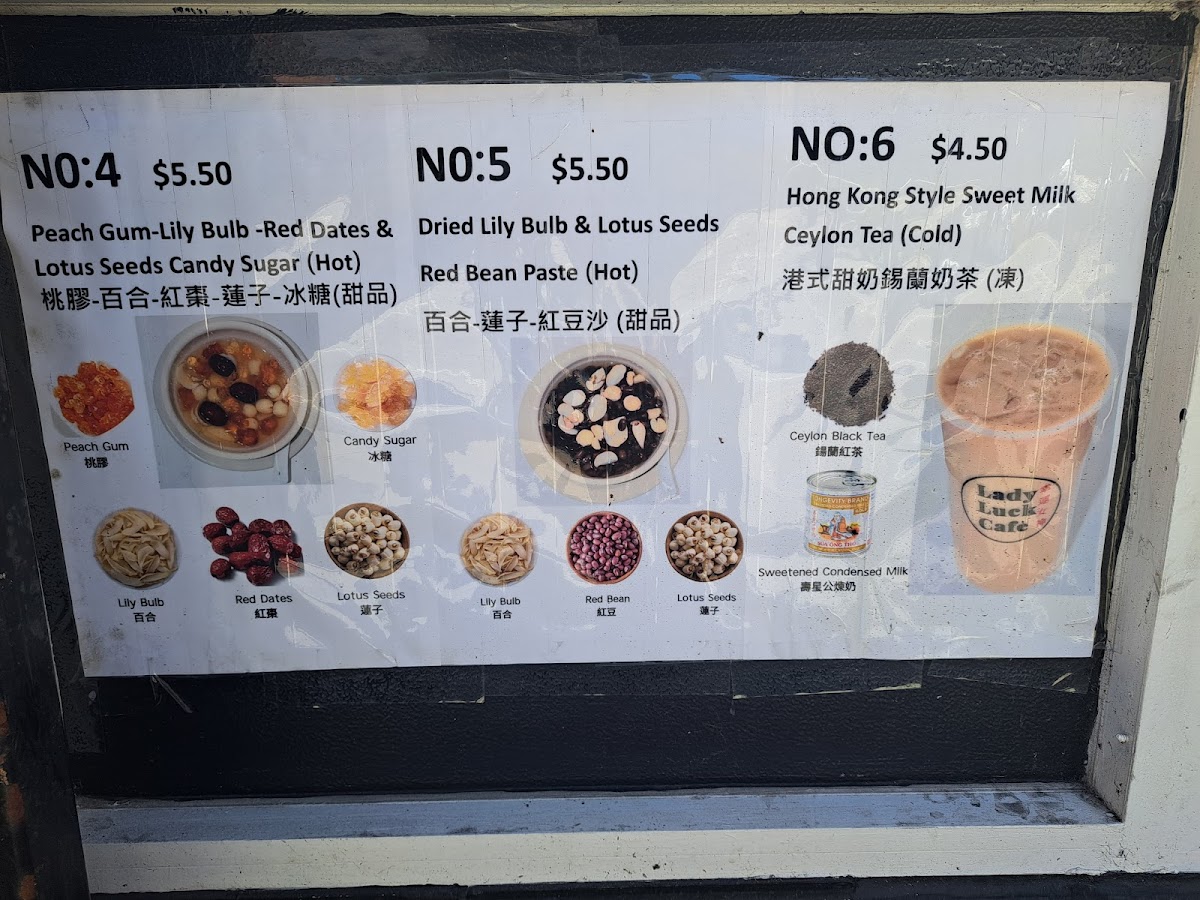 N0:4 $5.50
Peach Gum-Lily Bulb -Red Dates &
Lotus Seeds Candy Sugar (Hot)
桃膠-百合-紅棗-蓮子-冰糖(甜品)
Peach Gum
桃膠
Candy Sugar
冰糖
Lily Bulb
百合
Red Dates
紅棗
Lotus Seeds
蓮子
N0:5 $5.50
Dried Lily Bulb & Lotus Seeds
Red Bean Paste (Hot)
百合-蓮子-紅豆沙 (甜品)
Lily Bulb
百合
Red Bean
紅豆
Lotus Seeds
蓮子
NO:6 $4.50
Hong Kong Style Sweet Milk
Ceylon Tea (Cold)
港式甜奶錫蘭奶茶 (凍)
Ceylon Black Tea
錫蘭紅茶
LONGEVITY BRAND
Sweetened Condensed Milk
壽星公煉奶
Lady
Luck
Cafe